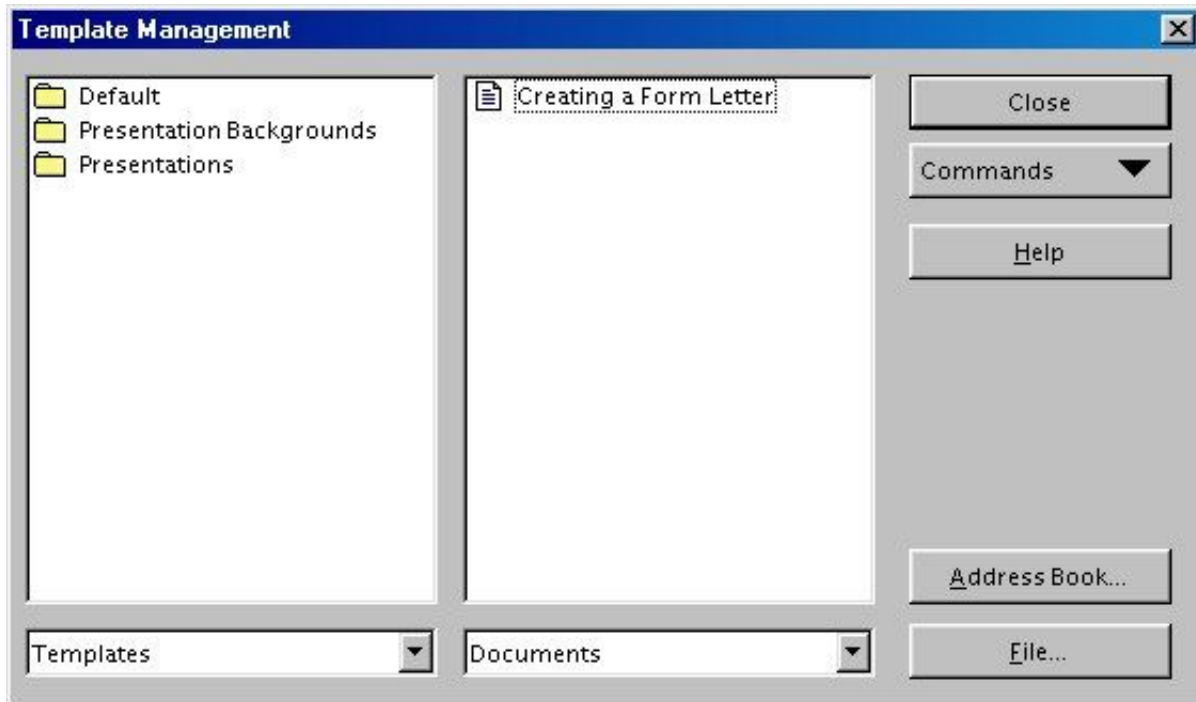 Template Management
Default
Presentation Backgrounds
Presentations
Templates
Creating a Form Letter
Documents
Close
Commands
Help
Address Book...
File...